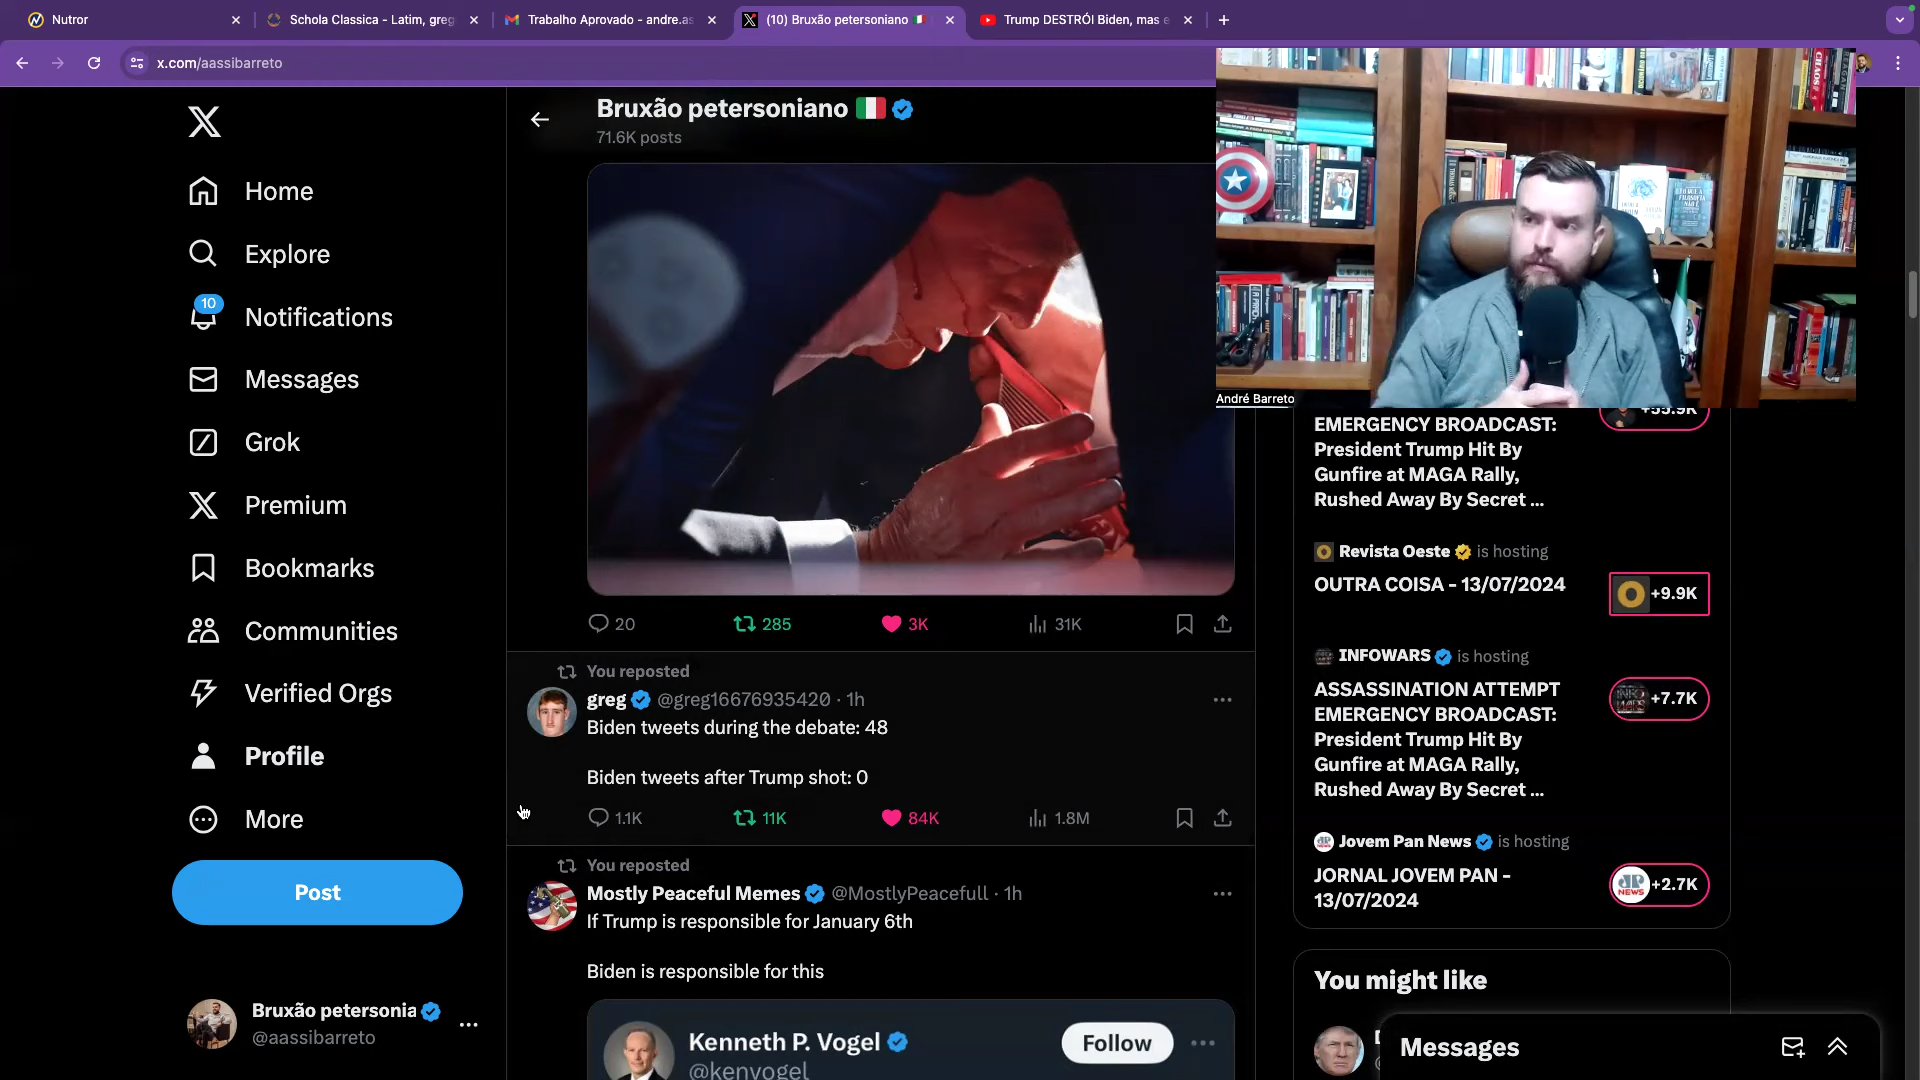 Nutror
Schola Classica - Latim, greg
Trabalho Aprovado - andre.as
(10) Bruxão petersoniano
Trump DESTRÓI Biden, mas e
x.com/aassibarreto
Home
Explore
10
Notifications
Messages
Grok
Premium
Bookmarks
Communities
Verified Orgs
Profile
More
Post
Bruxão petersonia
@aassibarreto
Bruxão petersoniano
71.6K posts
20
285
3K
31K
You reposted
greg @greg16676935420 · 1h
Biden tweets during the debate: 48
Biden tweets after Trump shot: 0
1.1K
11K
84K
1.8M
You reposted
Mostly Peaceful Memes @MostlyPeacefull · 1h
If Trump is responsible for January 6th
Biden is responsible for this
Kenneth P. Vogel
@kenvogel
Follow
André Barreto
+55.9K
EMERGENCY BROADCAST:
President Trump Hit By
Gunfire at MAGA Rally,
Rushed Away By Secret ...
Revista Oeste is hosting
OUTRA COISA - 13/07/2024
+9.9K
INFOWARS is hosting
ASSASSINATION ATTEMPT
EMERGENCY BROADCAST:
President Trump Hit By
Gunfire at MAGA Rally,
Rushed Away By Secret ...
+7.7K
Jovem Pan News is hosting
JORNAL JOVEM PAN -
13/07/2024
JP
NEWS
+2.7K
You might like
Messages